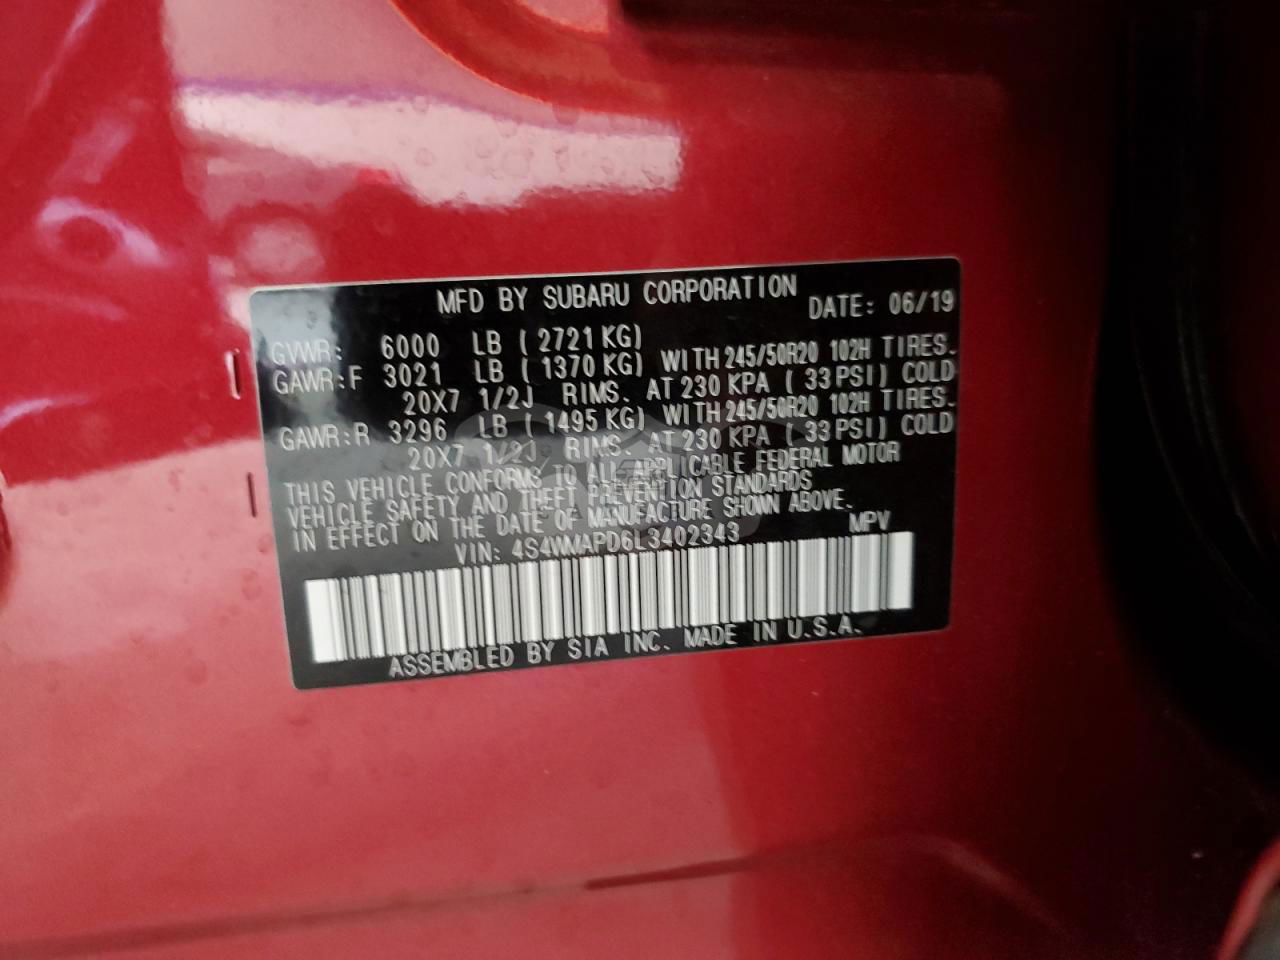 MFD BY SUBARU CORPORATION DATE: 06/19
GVWR: 6000 LB ( 2721 KG)
GAWR:F 3021 LB ( 1370 KG) WITH 245/50R20 102H TIRES.
20X7 1/2J RIMS. AT 230 KPA ( 33 PSI) COLD
GAWR:R 3296 LB ( 1495 KG) WITH 245/50R20 102H TIRES.
20X7 1/2J RIMS. AT 230 KPA ( 33 PSI) COLD
THIS VEHICLE CONFORMS TO ALL APPLICABLE FEDERAL MOTOR
VEHICLE SAFETY AND THEFT PREVENTION STANDARDS
IN EFFECT ON THE DATE OF MANUFACTURE SHOWN ABOVE.
VIN: 4S4WMAPD6L3402343 MPV
ASSEMBLED BY SIA INC. MADE IN U.S.A.